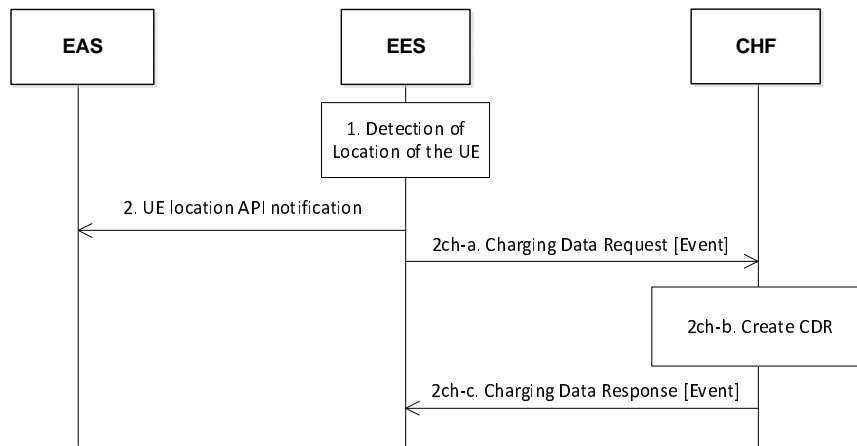 EAS
EES
CHF
1. Detection of
Location of the UE
2. UE location API notification
2ch-a. Charging Data Request [Event]
2ch-b. Create CDR
2ch-c. Charging Data Response [Event]